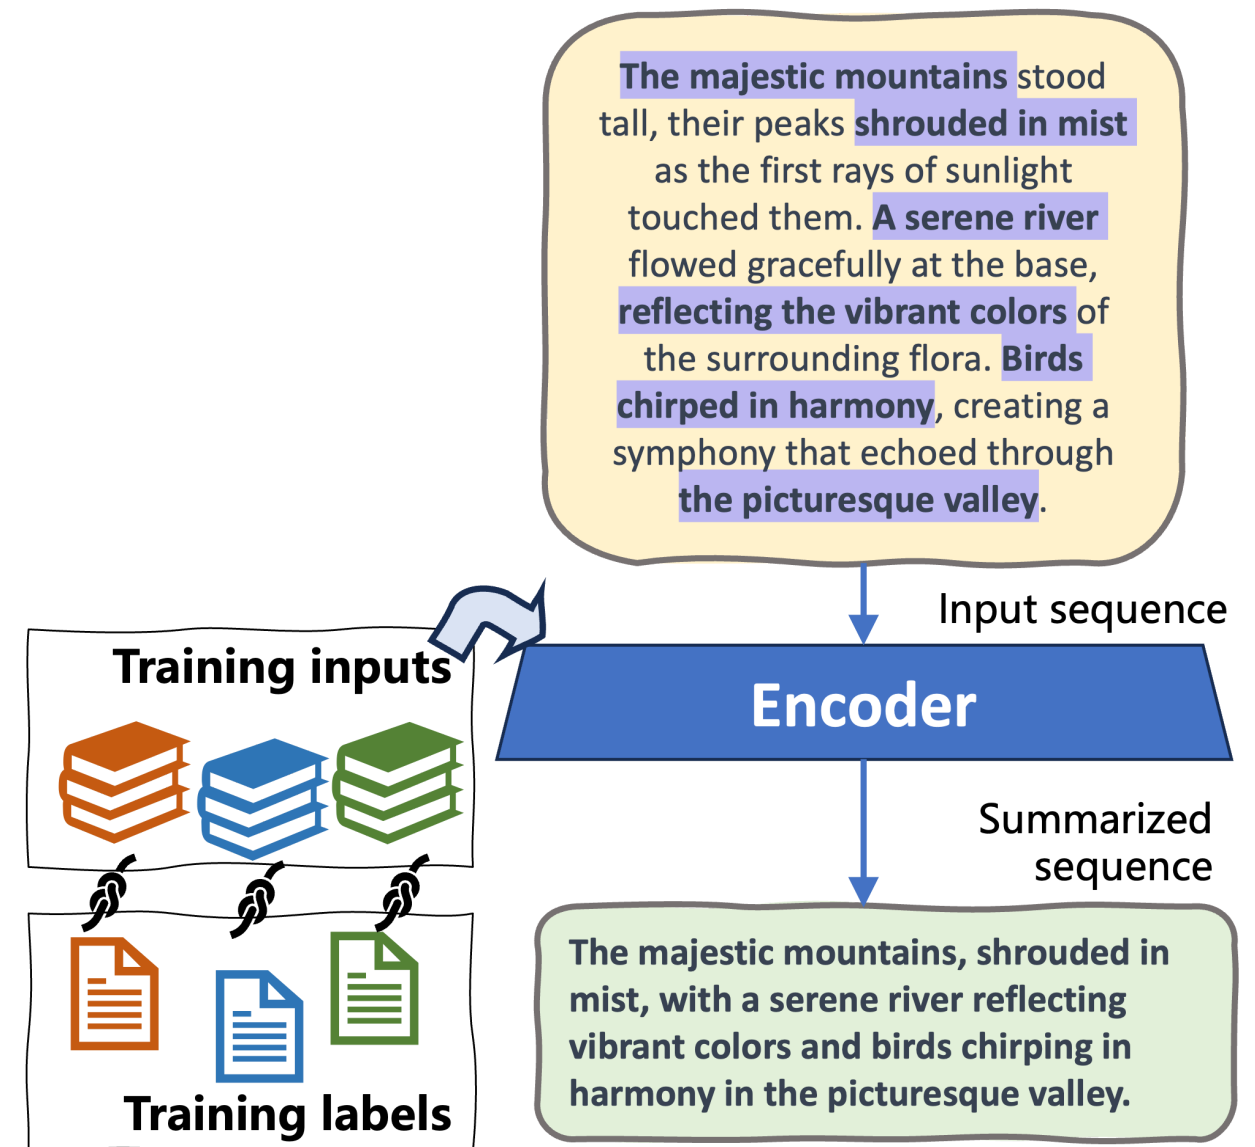 The majestic mountains stood
tall, their peaks shrouded in mist
as the first rays of sunlight
touched them. A serene river
flowed gracefully at the base,
reflecting the vibrant colors of
the surrounding flora. Birds
chirped in harmony, creating a
symphony that echoed through
the picturesque valley.
Input sequence
Training inputs
Encoder
Summarized
sequence
The majestic mountains, shrouded in
mist, with a serene river reflecting
vibrant colors and birds chirping in
harmony in the picturesque valley.
Training labels